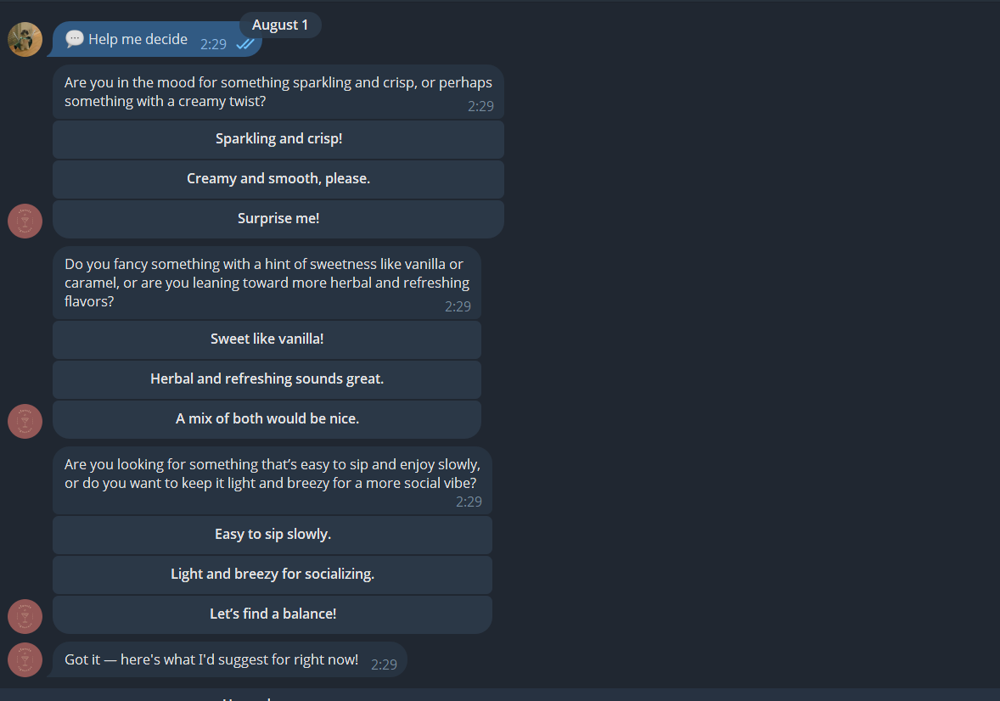 August 1
💬 Help me decide 2:29
Are you in the mood for something sparkling and crisp, or perhaps
something with a creamy twist?
2:29
Sparkling and crisp!
Creamy and smooth, please.
Surprise me!
Do you fancy something with a hint of sweetness like vanilla or
caramel, or are you leaning toward more herbal and refreshing
flavors?
2:29
Sweet like vanilla!
Herbal and refreshing sounds great.
A mix of both would be nice.
Are you looking for something that’s easy to sip and enjoy slowly,
or do you want to keep it light and breezy for a more social vibe?
2:29
Easy to sip slowly.
Light and breezy for socializing.
Let’s find a balance!
Got it — here's what I'd suggest for right now! 2:29